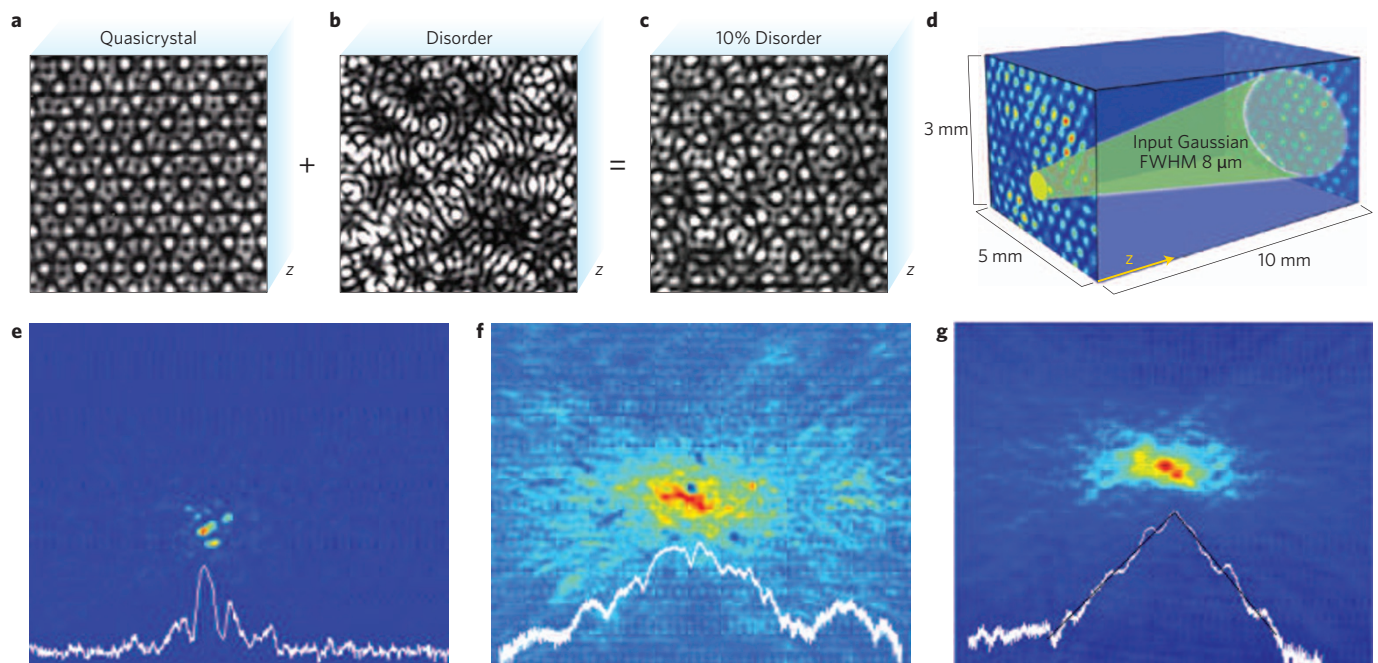 a
Quasicrystal
z
+
b
Disorder
z
=
c
10% Disorder
z
d
3 mm
Input Gaussian
FWHM 8 µm
5 mm
z
10 mm
e
f
g